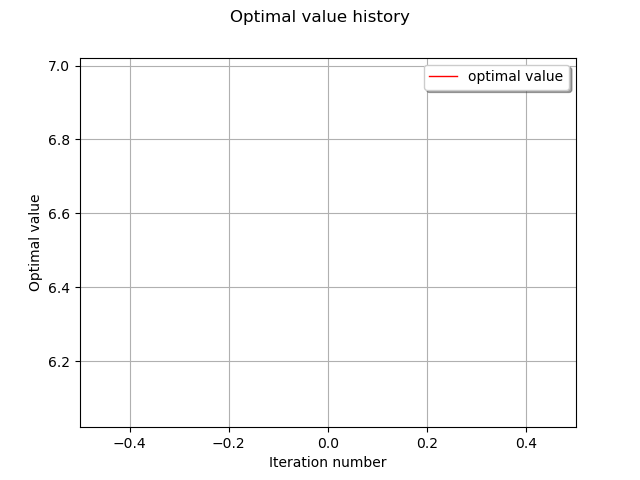 Optimal value history
optimal value
7.0
6.8
6.6
6.4
6.2
Optimal value
−0.4
−0.2
0.0
0.2
0.4
Iteration number